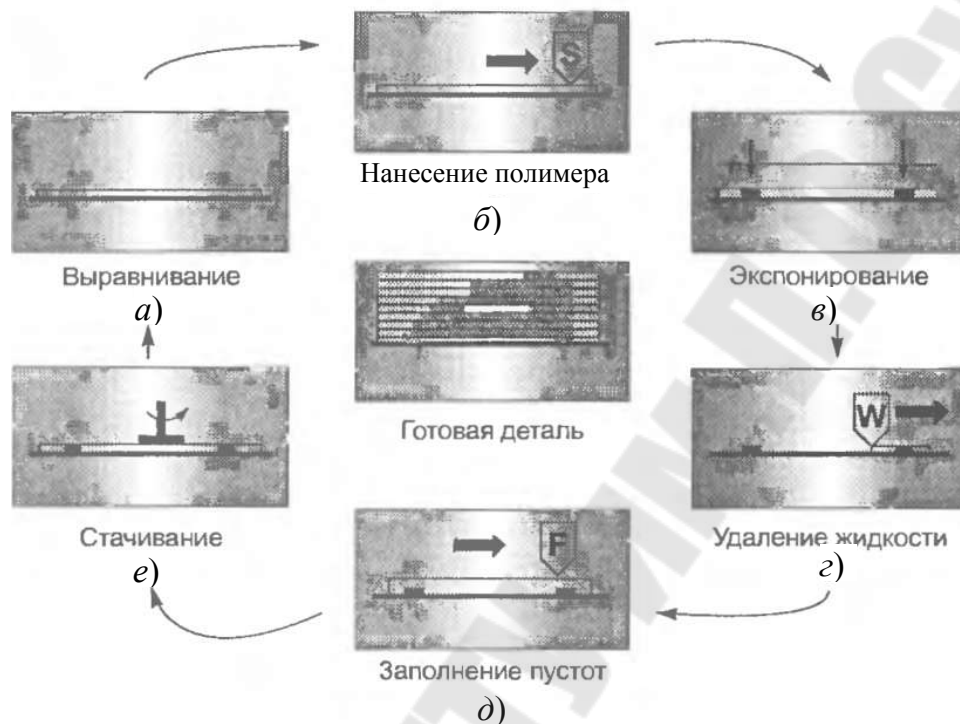 S
Нанесение полимера
б)
Выравнивание
а)
Экспонирование
в)
Готовая деталь
W
Стачивание
е)
Удаление жидкости
г)
F
Заполнение пустот
д)